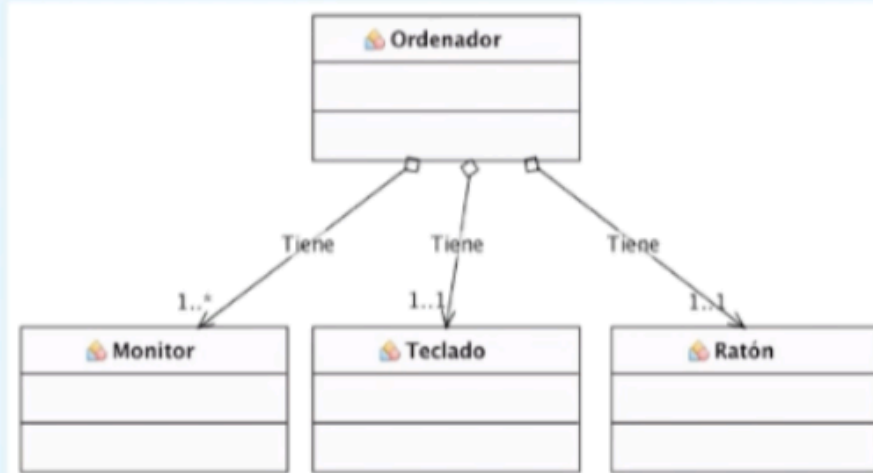 Ordenador
Tiene
Tiene
Tiene
1..*
1..1
1..1
Monitor
Teclado
Ratón